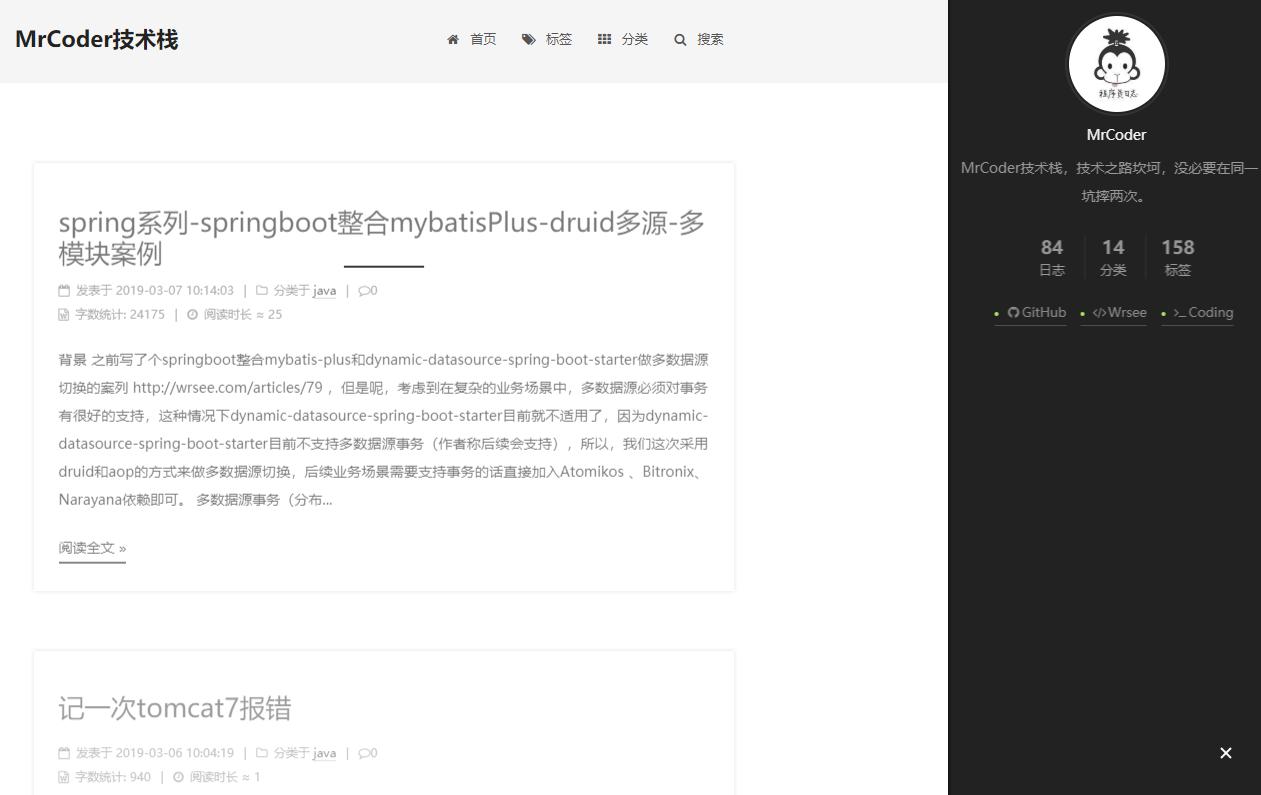 MrCoder技术栈
首页 标签 分类 搜索
spring系列-springboot整合mybatisPlus-druid多源-多
模块案例
发表于 2019-03-07 10:14:03 | 分类于 java | 0
字数统计: 24175 | 阅读时长 ≈ 25
背景 之前写了个springboot整合mybatis-plus和dynamic-datasource-spring-boot-starter做多数据源
切换的案列 http://wrsee.com/articles/79 ，但是呢，考虑到在复杂的业务场景中，多数据源必须对事务
有很好的支持，这种情况下dynamic-datasource-spring-boot-starter目前就不适用了，因为dynamic-
datasource-spring-boot-starter目前不支持多数据源事务（作者称后续会支持），所以，我们这次采用
druid和aop的方式来做多数据源切换，后续业务场景需要支持事务的话直接加入Atomikos 、Bitronix、
Narayana依赖即可。 多数据源事务（分布...
阅读全文 »
记一次tomcat7报错
发表于 2019-03-06 10:04:19 | 分类于 java | 0
字数统计: 940 | 阅读时长 ≈ 1
程序员日志
MrCoder
MrCoder技术栈，技术之路坎坷，没必要在同一
坑摔两次。
84 14 158
日志 分类 标签
GitHub Wrsee Coding